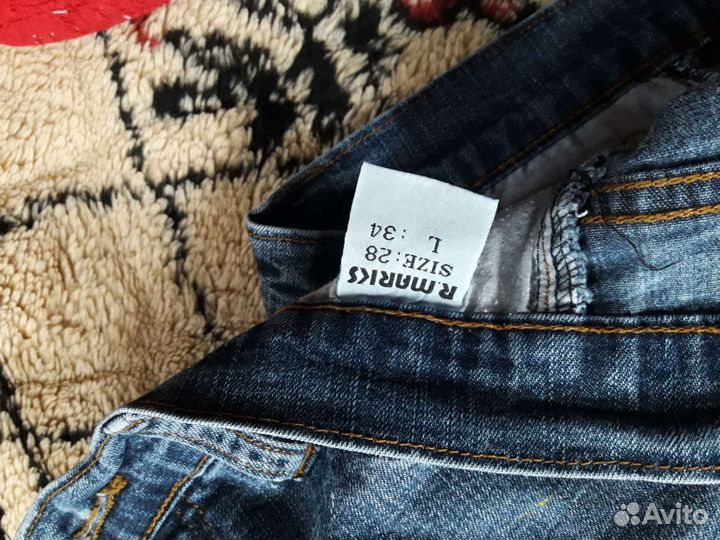 R.MARKS
SIZE:28
L :34
Avito